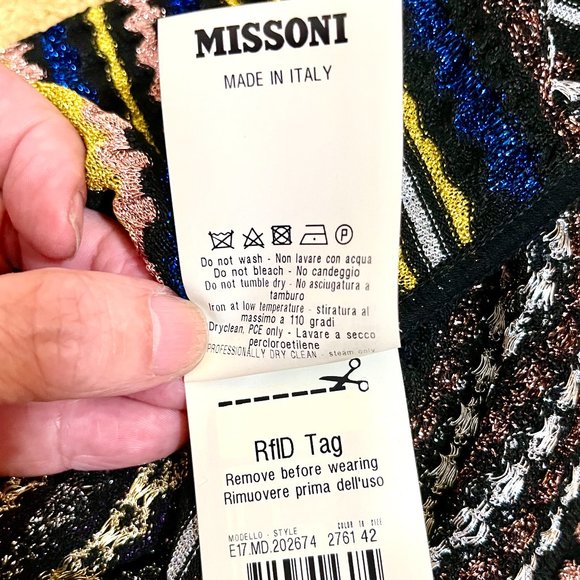 MISSONI
MADE IN ITALY
P
Do not wash - Non lavare con acqua
Do not bleach - No candeggio
Do not tumble dry - No asciugatura a
tamburo
Iron at low temperature - stiratura al
massimo a 110 gradi
Dryclean, PCE only - Lavare a secco
percloroetilene
PROFESSIONALLY DRY CLEAN - steam only
RfID Tag
Remove before wearing
Rimuovere prima dell'uso
MODELLO - STYLE COLOR ID SIZE
E17.MD.202674 2761 42